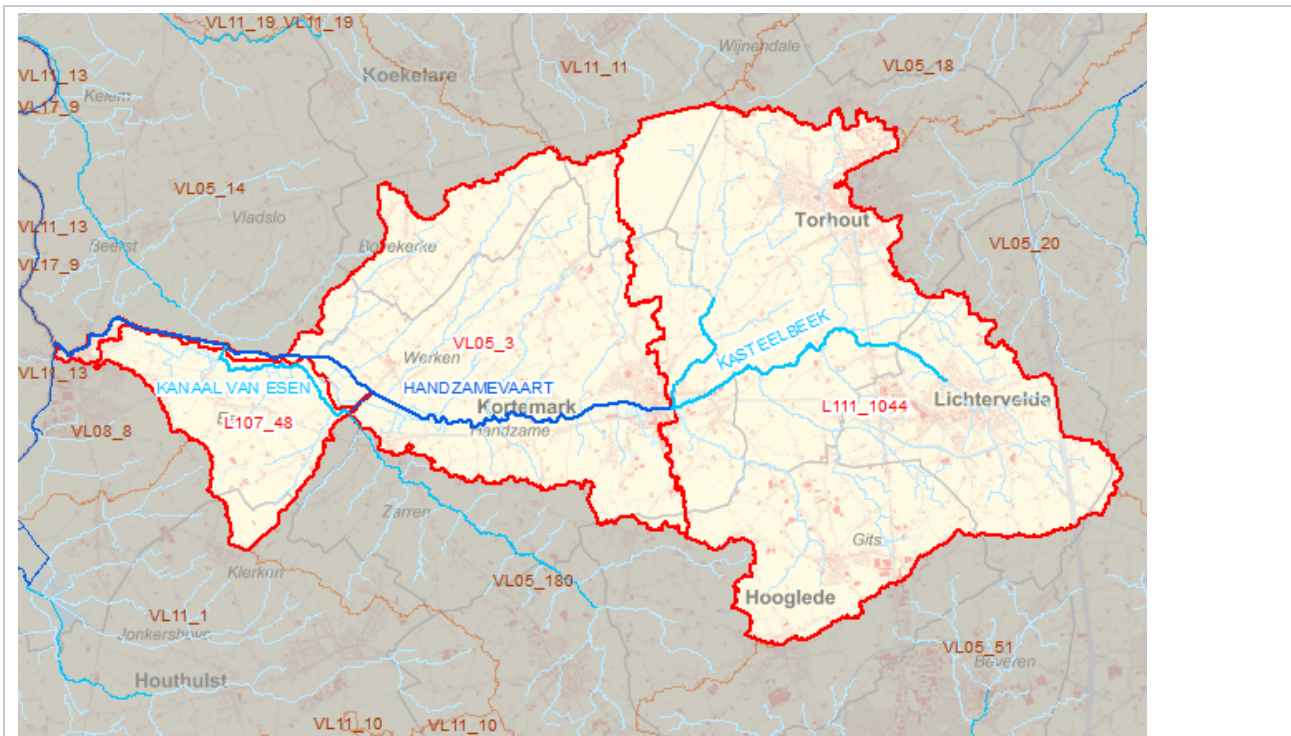 VL11_19 VL11_19
Wijnendale
VL11_13
Koekelare
VL11_11
VL05_18
Kelem
VL17_9
VL05_14
Vladslo
VL11_13
Beerst
Bovekerke
Torhout
VL05_20
VL17_9
KASTEELBEEK
VL05_3
Werken
VL11_13
KANAAL VAN ESEN
HANDZAMEVAART
Kortemark
Lichtervelde
L111_1044
L107_48
VL08_8
Handzame
Zarren
Gits
Klerken
VL05_180
Hooglede
VL11_1
Jonkershove
VL05_51
Beveren
Houthulst
VL11_10
VL11_10